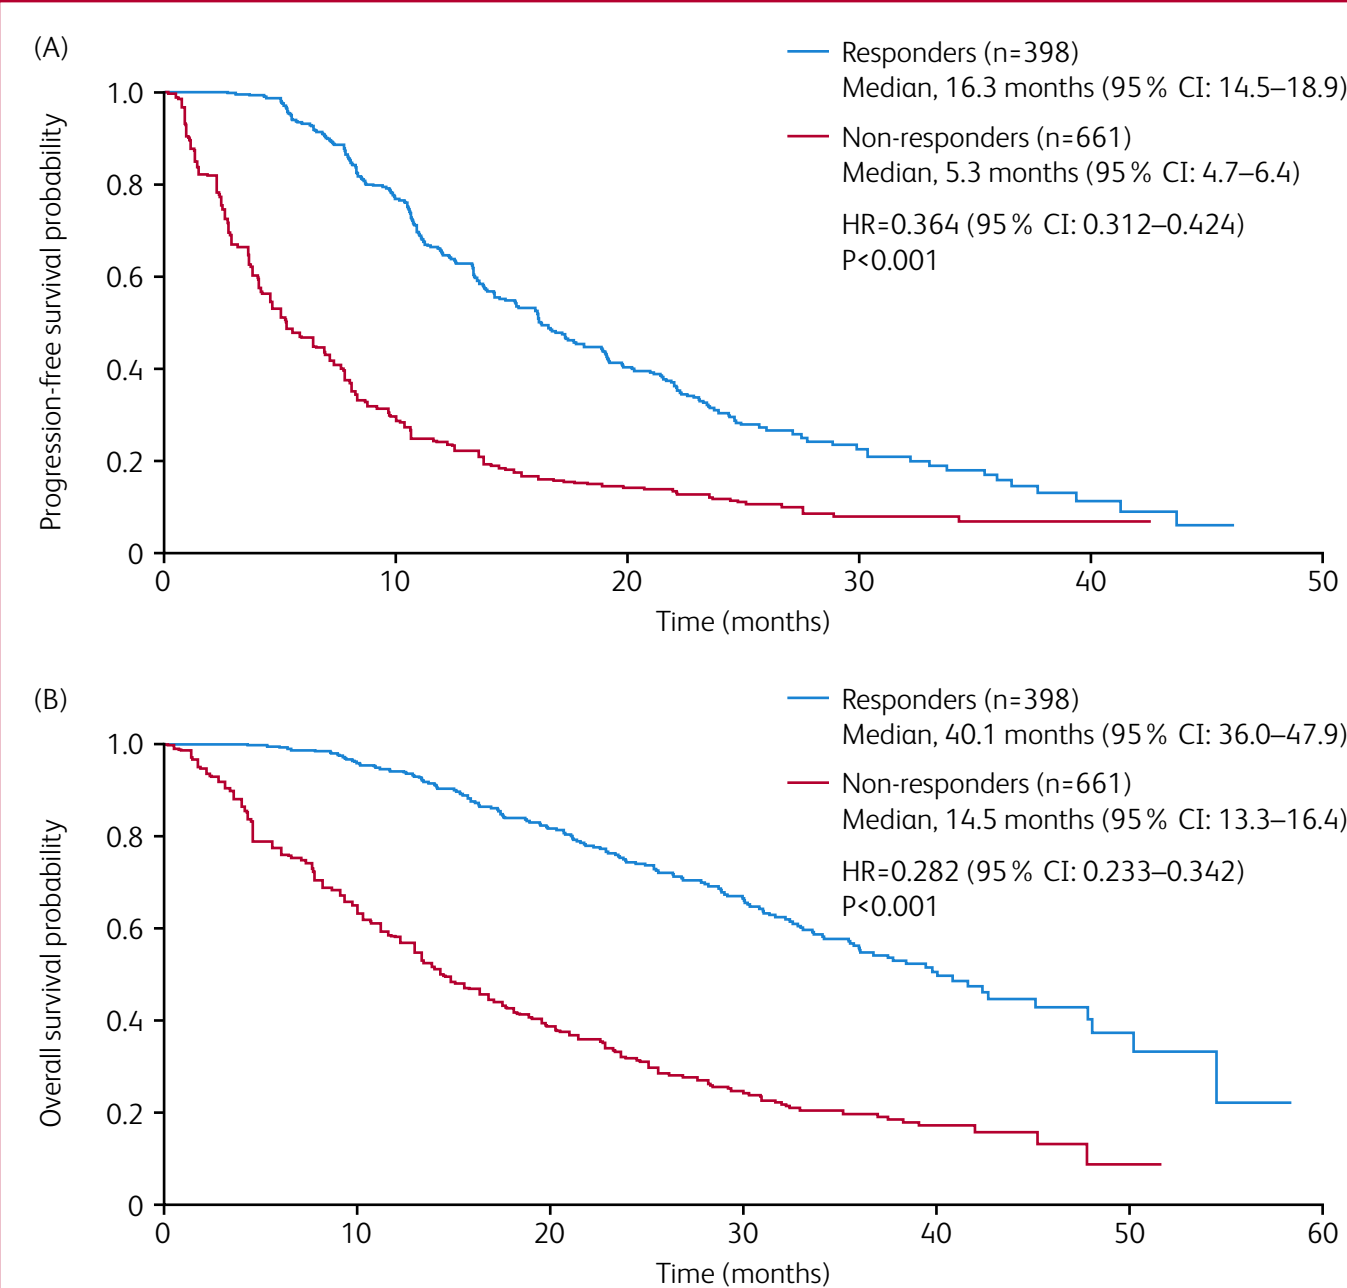 (A)
Responders (n=398)
Median, 16.3 months (95% CI: 14.5–18.9)
Non-responders (n=661)
Median, 5.3 months (95% CI: 4.7–6.4)
HR=0.364 (95% CI: 0.312–0.424)
P<0.001
Progression-free survival probability
1.0
0.8
0.6
0.4
0.2
0
0 10 20 30 40 50
Time (months)
(B)
Responders (n=398)
Median, 40.1 months (95% CI: 36.0–47.9)
Non-responders (n=661)
Median, 14.5 months (95% CI: 13.3–16.4)
HR=0.282 (95% CI: 0.233–0.342)
P<0.001
Overall survival probability
1.0
0.8
0.6
0.4
0.2
0
0 10 20 30 40 50 60
Time (months)